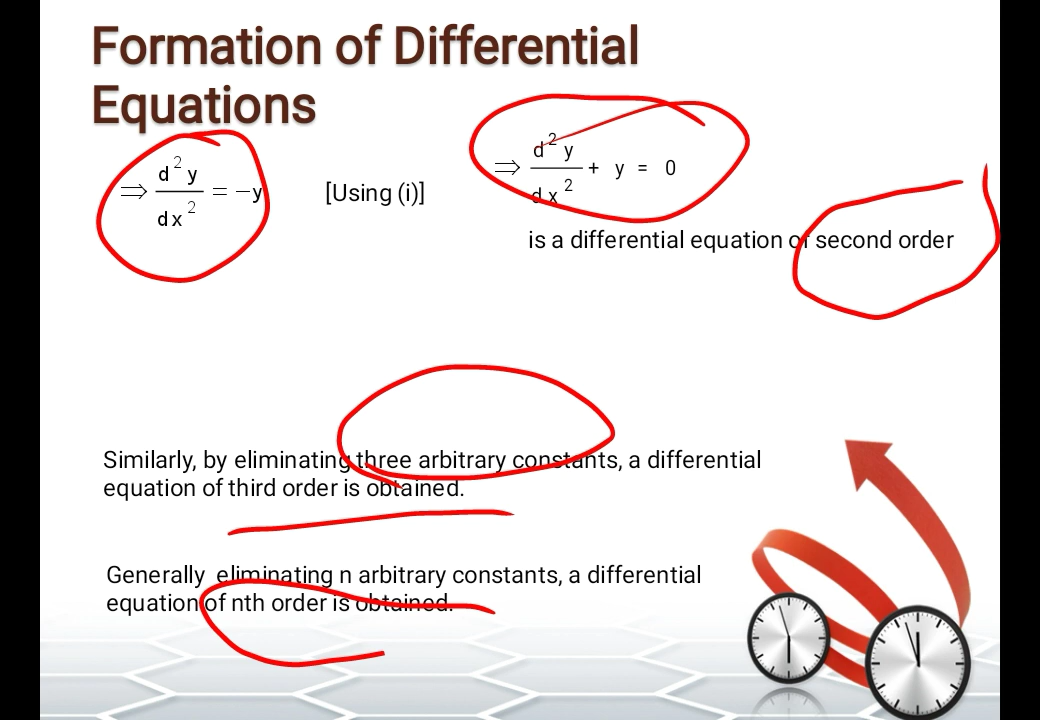 Formation of Differential
Equations
⇒ d²y/dx² = −y [Using (i)] ⇒ d²y/dx² + y = 0
is a differential equation of second order
Similarly, by eliminating three arbitrary constants, a differential
equation of third order is obtained.
Generally eliminating n arbitrary constants, a differential
equation of nth order is obtained.